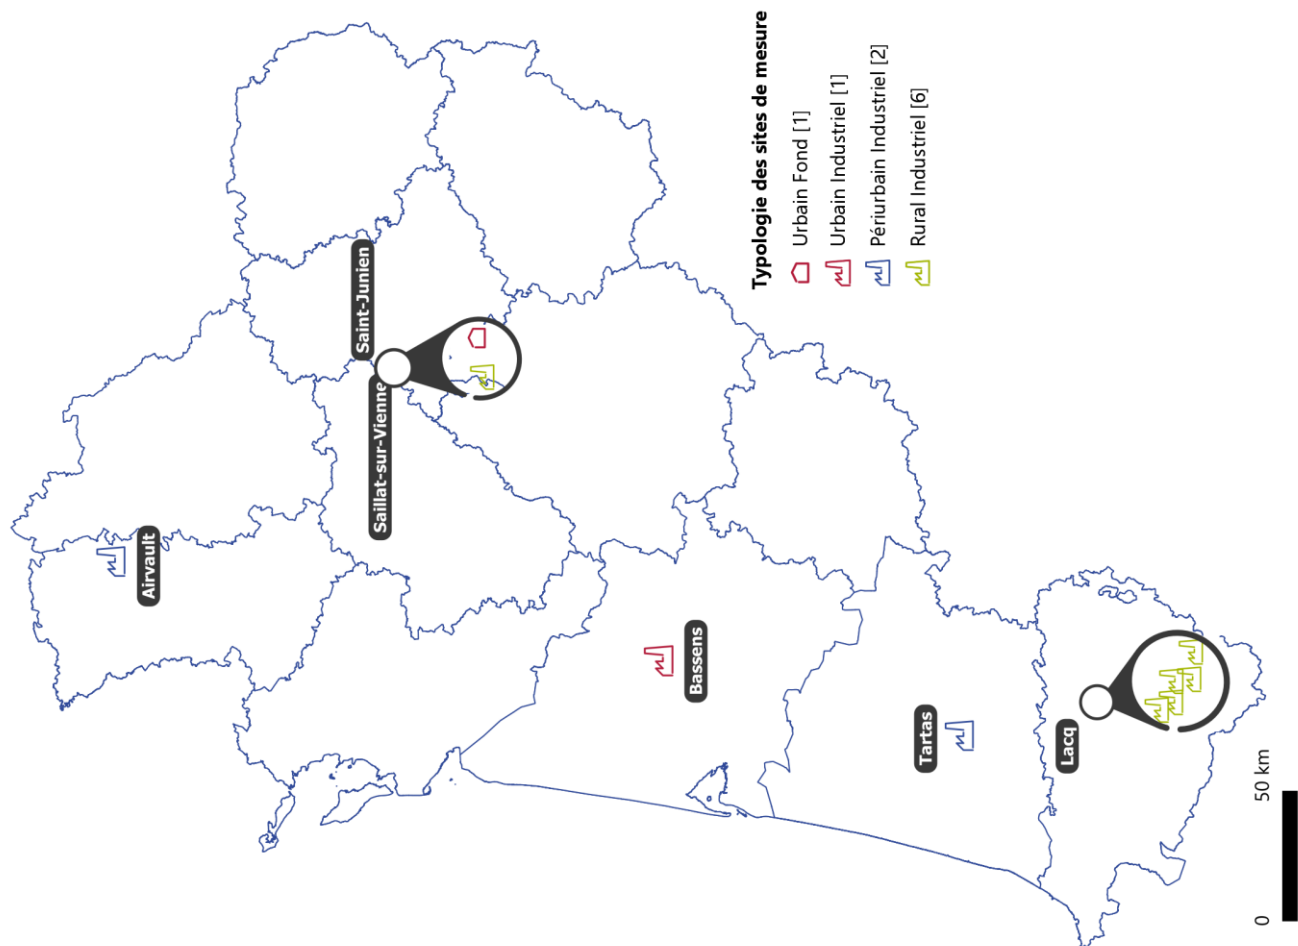 Typologie des sites de mesure
Urbain Fond [1]
Urbain Industriel [1]
Périurbain Industriel [2]
Rural Industriel [6]
Airvault
Saillat-sur-Vienne
Saint-Junien
Bassens
Tartas
Lacq
0 50 km